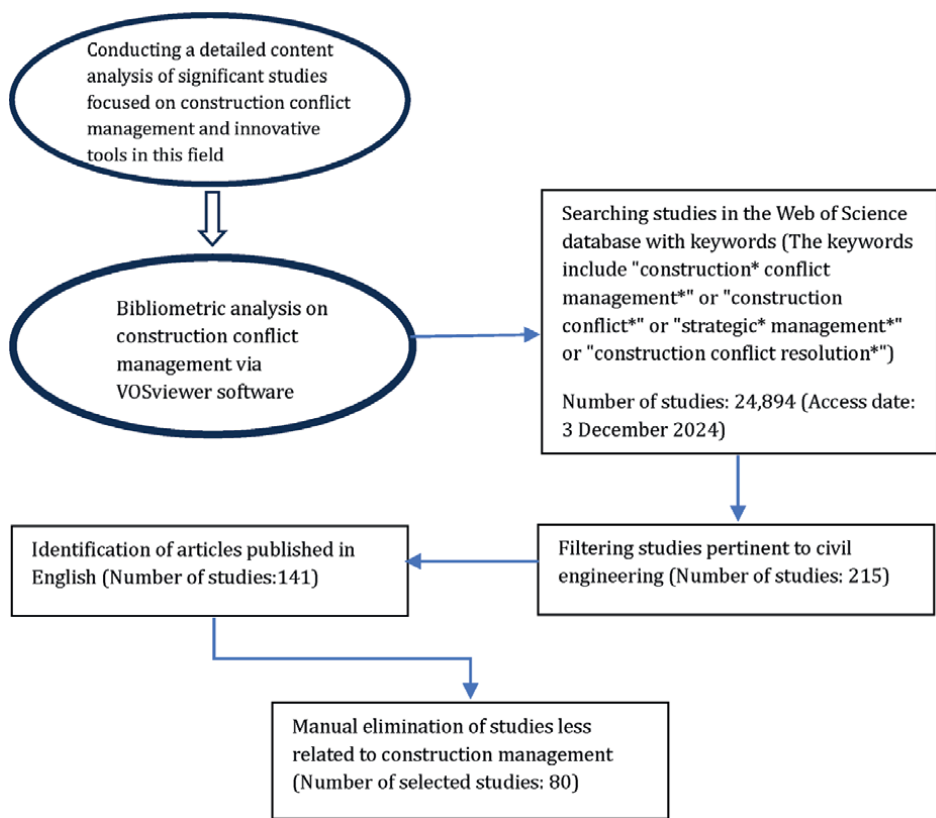 Conducting a detailed content
analysis of significant studies
focused on construction conflict
management and innovative
tools in this field
Bibliometric analysis on
construction conflict
management via
VOSviewer software
Searching studies in the Web of Science
database with keywords (The keywords
include "construction* conflict
management*" or "construction
conflict*" or "strategic* management*"
or "construction conflict resolution*")
Number of studies: 24,894 (Access date:
3 December 2024)
Filtering studies pertinent to civil
engineering (Number of studies: 215)
Identification of articles published in
English (Number of studies:141)
Manual elimination of studies less
related to construction management
(Number of selected studies: 80)